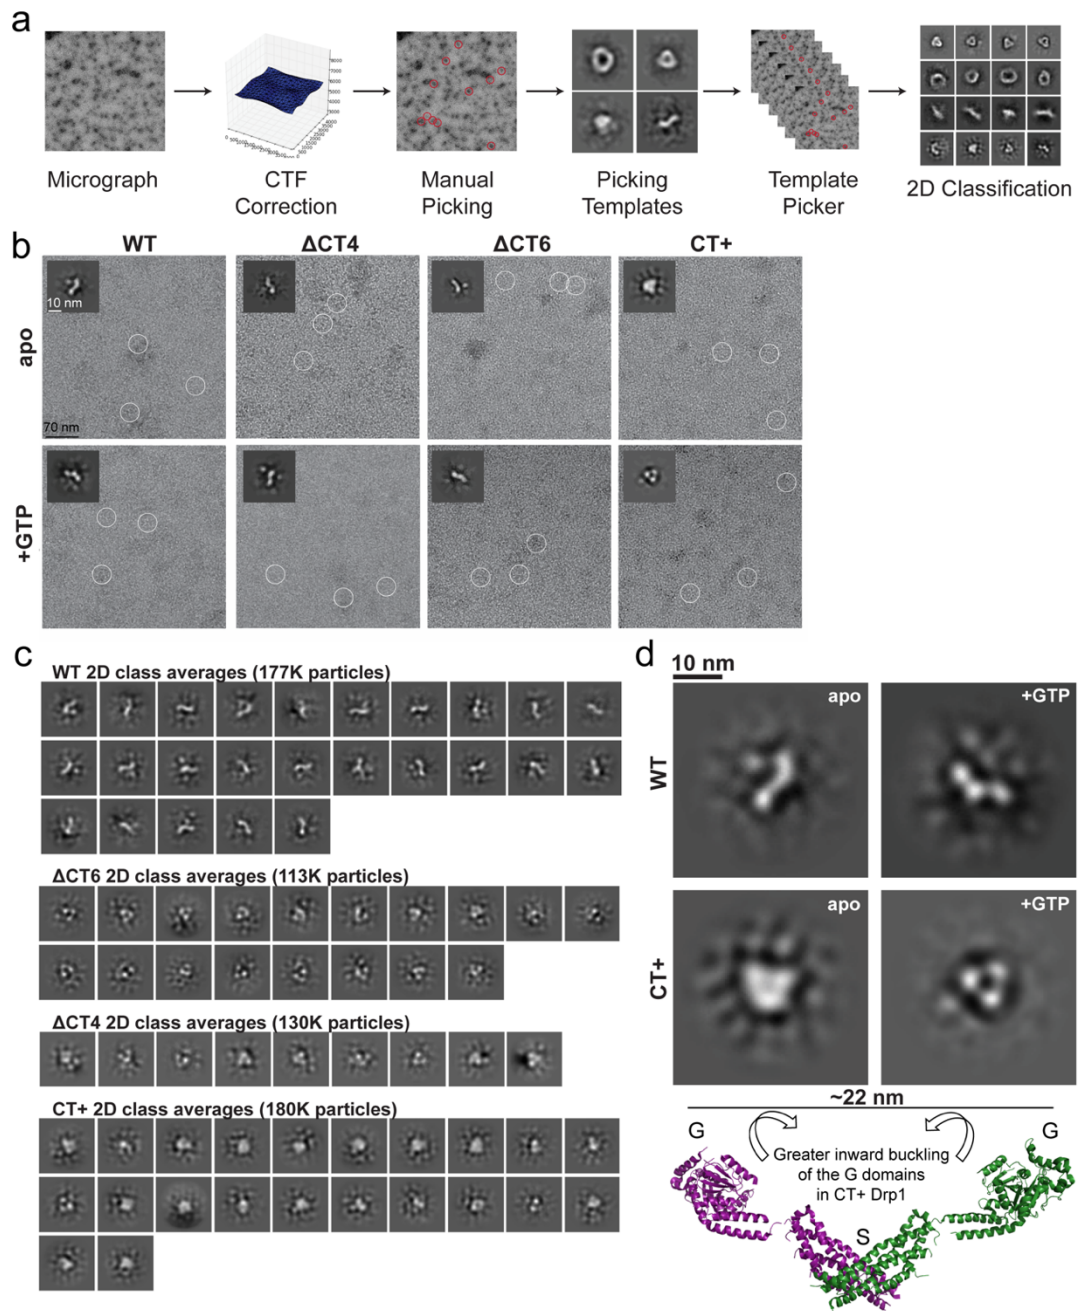 a
Micrograph
CTF
Correction
Manual
Picking
Picking
Templates
Template
Picker
2D Classification
b
WT
ΔCT4
ΔCT6
CT+
apo
10 nm
70 nm
+GTP
c
WT 2D class averages (177K particles)
ΔCT6 2D class averages (113K particles)
ΔCT4 2D class averages (130K particles)
CT+ 2D class averages (180K particles)
d
10 nm
WT
apo
+GTP
CT+
apo
+GTP
~22 nm
G
G
Greater inward buckling
of the G domains
in CT+ Drp1
S